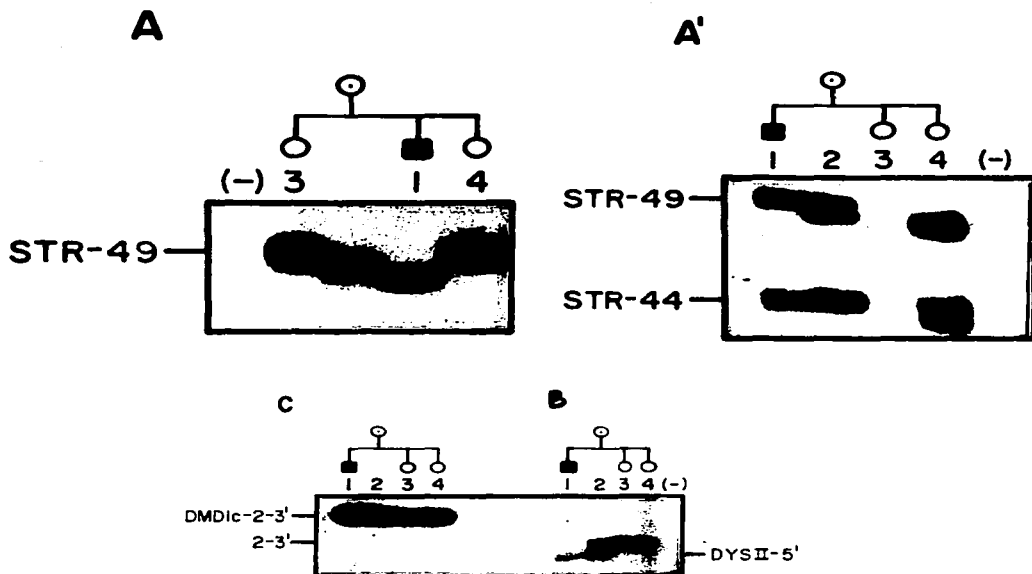 A
A'
(-) 3 1 4
1 2 3 4 (-)
STR-49
STR-49
STR-44
C
B
1 2 3 4
1 2 3 4 (-)
DMDIc-2-3'
2-3'
DYSII-5'